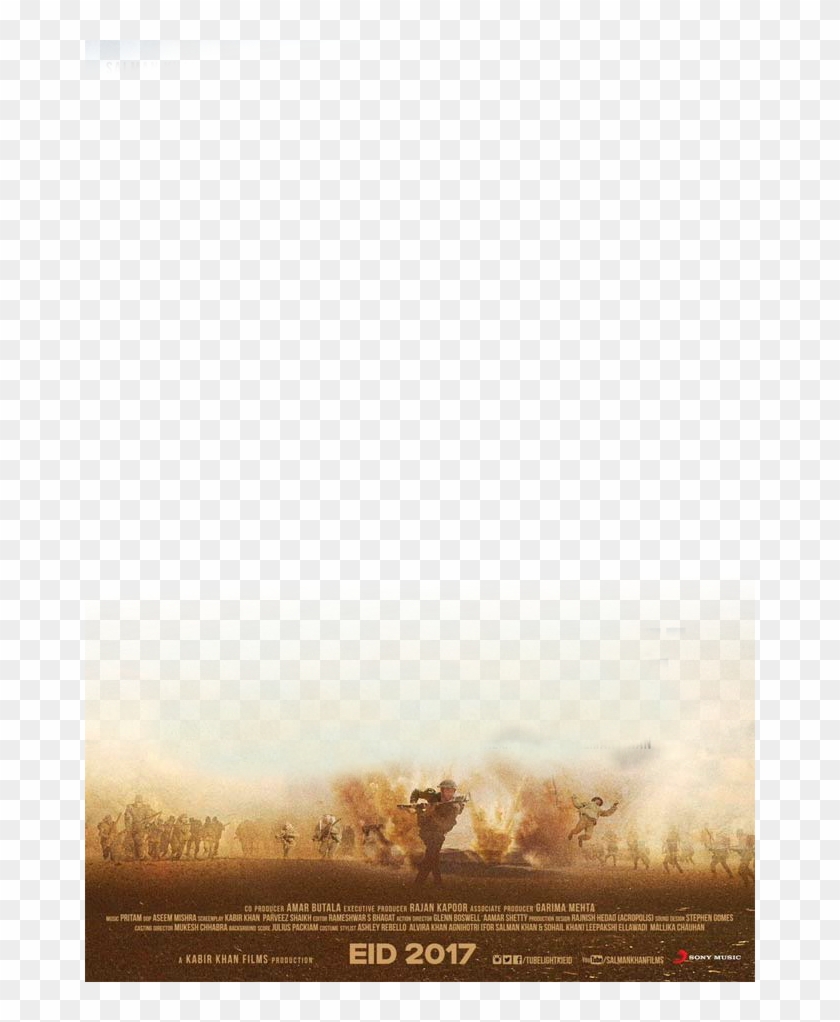 CO PRODUCER AMAR BUTALA EXECUTIVE PRODUCER RAJAN KAPOOR ASSOCIATE PRODUCER GARIMA MEHTA
MUSIC PRITAM DOP ASEEM MISHRA SCREENPLAY KABIR KHAN PARVEEZ SHAIKH EDITOR RAMESHWAR S BHAGAT ACTION DIRECTOR GLENN BOSWELL AAMAR SHETTY PRODUCTION DESIGN RAJNISH HEDAO (ACROPOLIS) SOUND DESIGN STEPHEN GOMES
CASTING DIRECTOR MUKESH CHHABRA BACKGROUND SCORE JULIUS PACKIAM COSTUME STYLIST ASHLEY REBELLO ALVIRA KHAN AGNIHOTRI (FOR SALMAN KHAN & SOHAIL KHAN) LEEPAKSHI ELLAWADI MALLIKA CHAUHAN
A KABIR KHAN FILMS PRODUCTION EID 2017 /TUBELIGHTKIEID YouTube/SALMANKHANFILMS SONY MUSIC